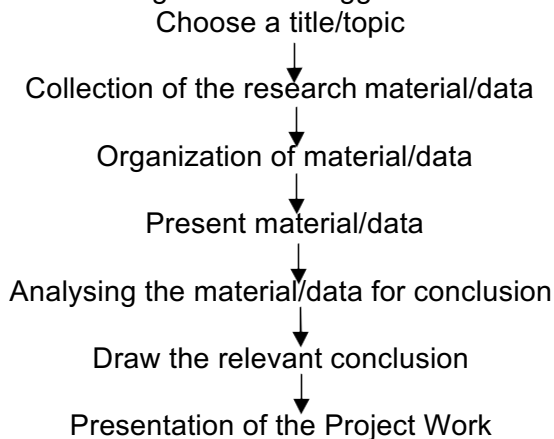 Choose a title/topic
Collection of the research material/data
Organization of material/data
Present material/data
Analysing the material/data for conclusion
Draw the relevant conclusion
Presentation of the Project Work